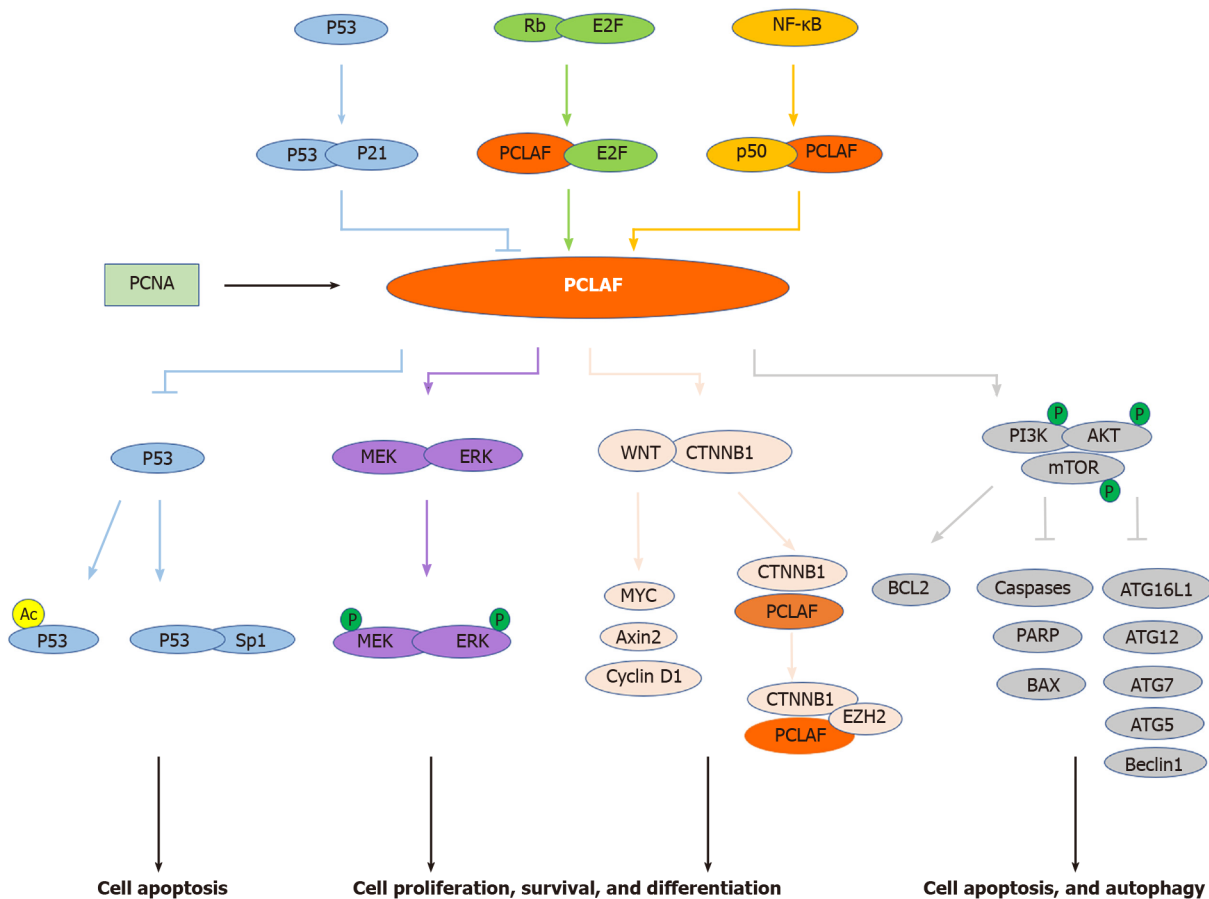 P53
Rb
E2F
NF-κB
P53
P21
PCLAF
E2F
p50
PCLAF
PCNA
PCLAF
P53
MEK
ERK
WNT
CTNNB1
P
P
PI3K
AKT
mTOR
P
Ac
P53
P53
Sp1
P
P
MEK
ERK
MYC
Axin2
Cyclin D1
CTNNB1
PCLAF
CTNNB1
EZH2
PCLAF
BCL2
Caspases
PARP
BAX
ATG16L1
ATG12
ATG7
ATG5
Beclin1
Cell apoptosis
Cell proliferation, survival, and differentiation
Cell apoptosis, and autophagy